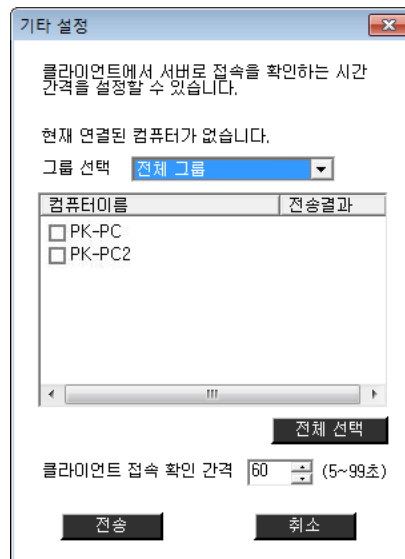 기타 설정
클라이언트에서 서버로 접속을 확인하는 시간
간격을 설정할 수 있습니다.
현재 연결된 컴퓨터가 없습니다.
그룹 선택 전체 그룹
컴퓨터이름 전송결과
PK-PC
PK-PC2
전체 선택
클라이언트 접속 확인 간격 60 (5~99초)
전송 취소